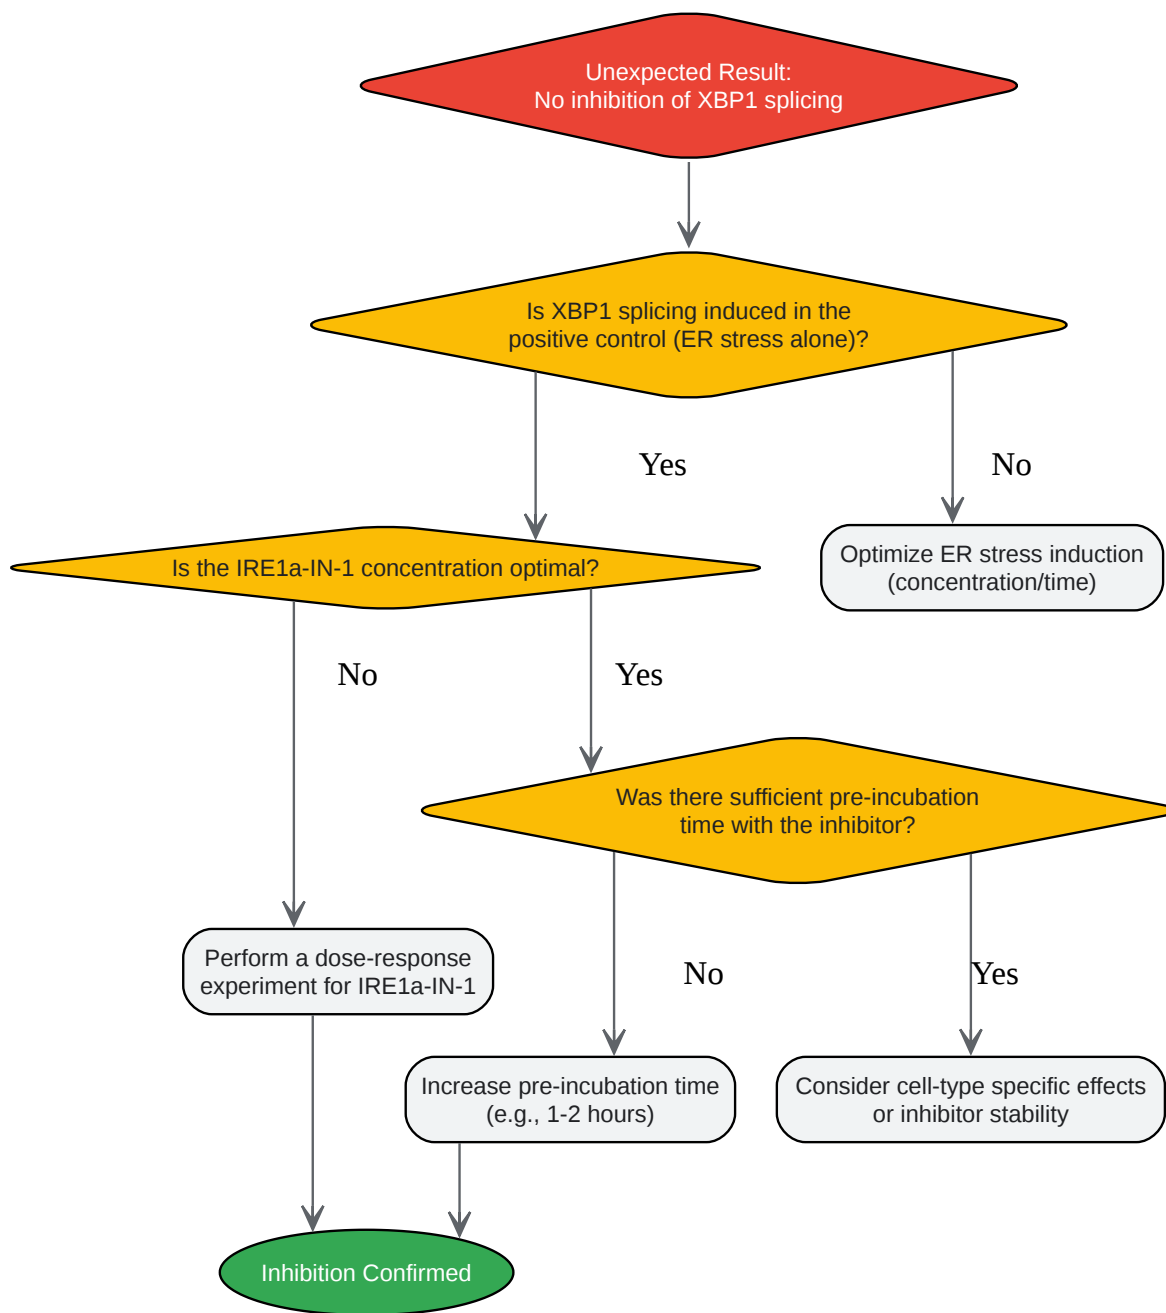 Unexpected Result:
No inhibition of XBP1 splicing
Is XBP1 splicing induced in the
positive control (ER stress alone)?
Yes
No
Is the IRE1a-IN-1 concentration optimal?
Optimize ER stress induction
(concentration/time)
No
Yes
Was there sufficient pre-incubation
time with the inhibitor?
Perform a dose-response
experiment for IRE1a-IN-1
No
Yes
Increase pre-incubation time
(e.g., 1-2 hours)
Consider cell-type specific effects
or inhibitor stability
Inhibition Confirmed